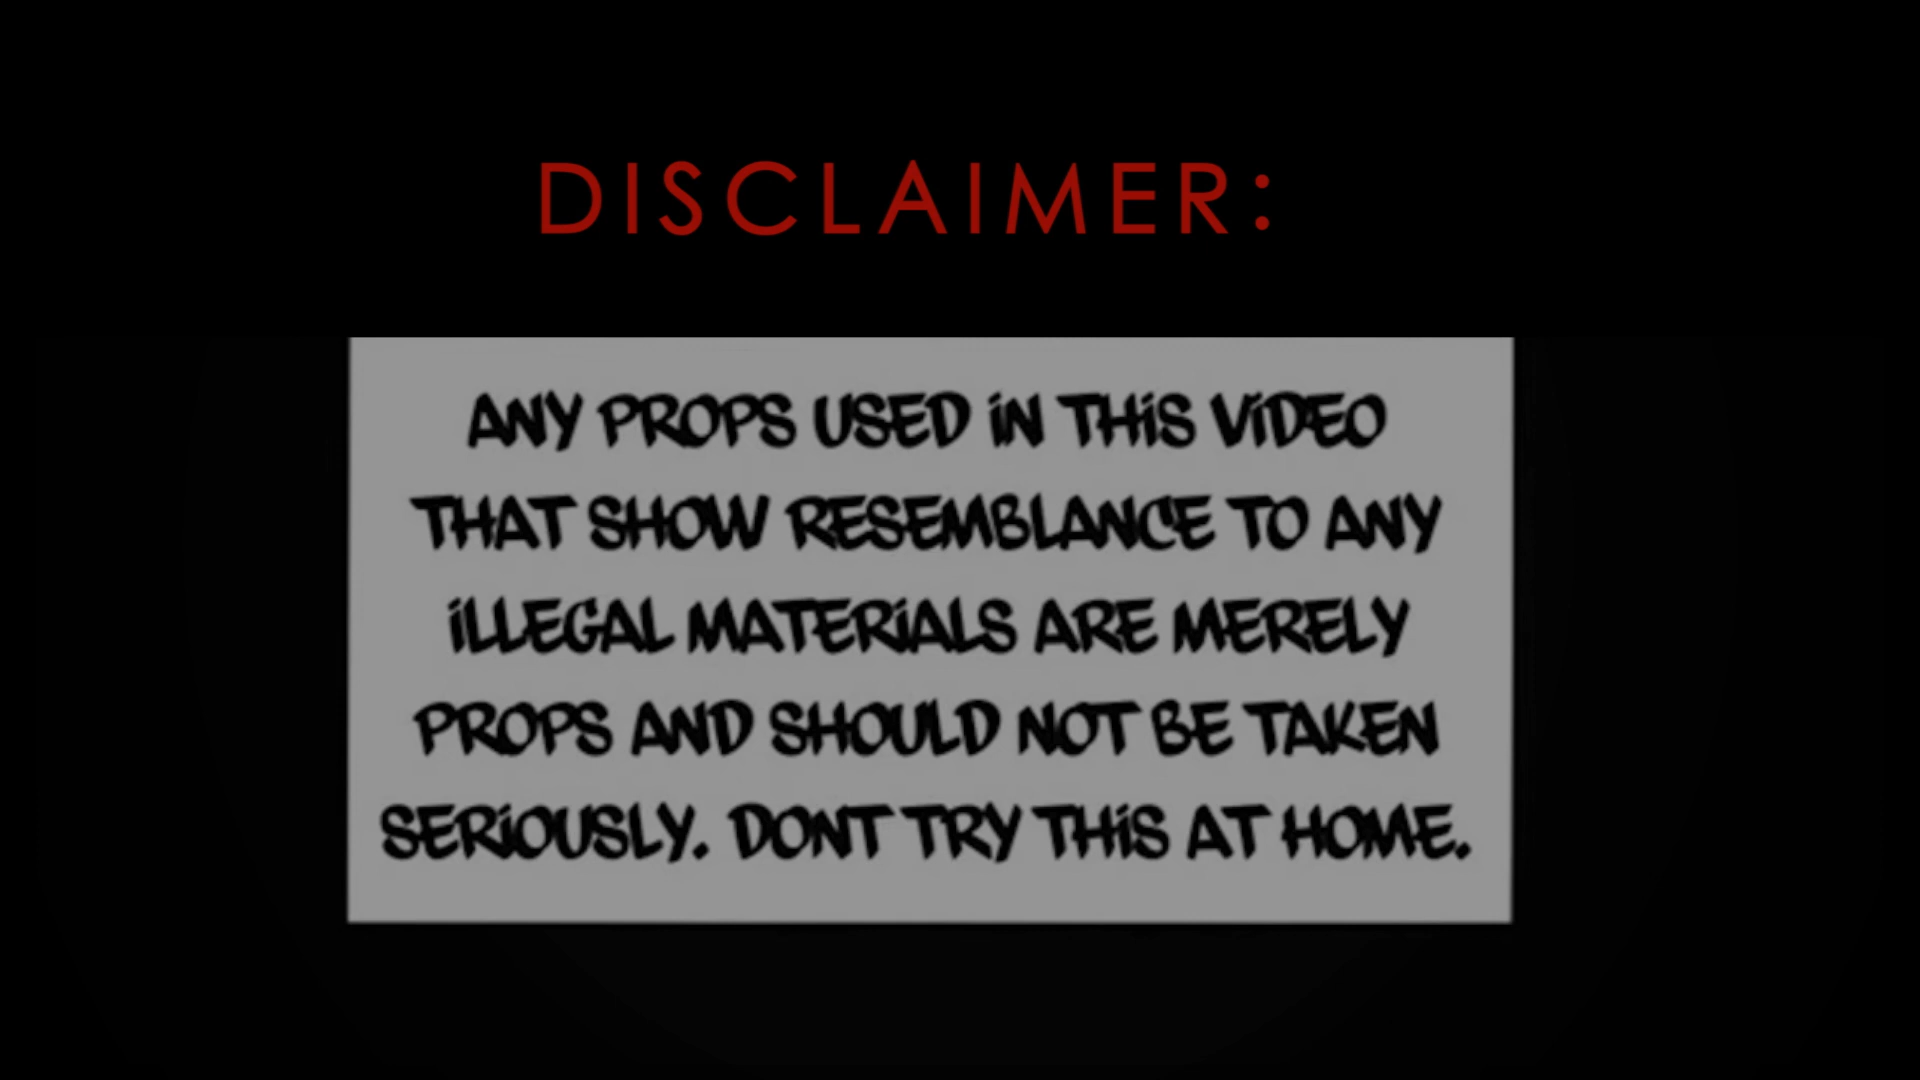 DISCLAIMER:
ANY PROPS USED iN THiS ViDEO
THAT SHOW RESEMBLANCE TO ANY
iLLEGAL MATERiALS ARE MERELY
PROPS AND SHOULD NOT BE TAKEN
SERiOUSLY. DONT TRY THiS AT HOME.